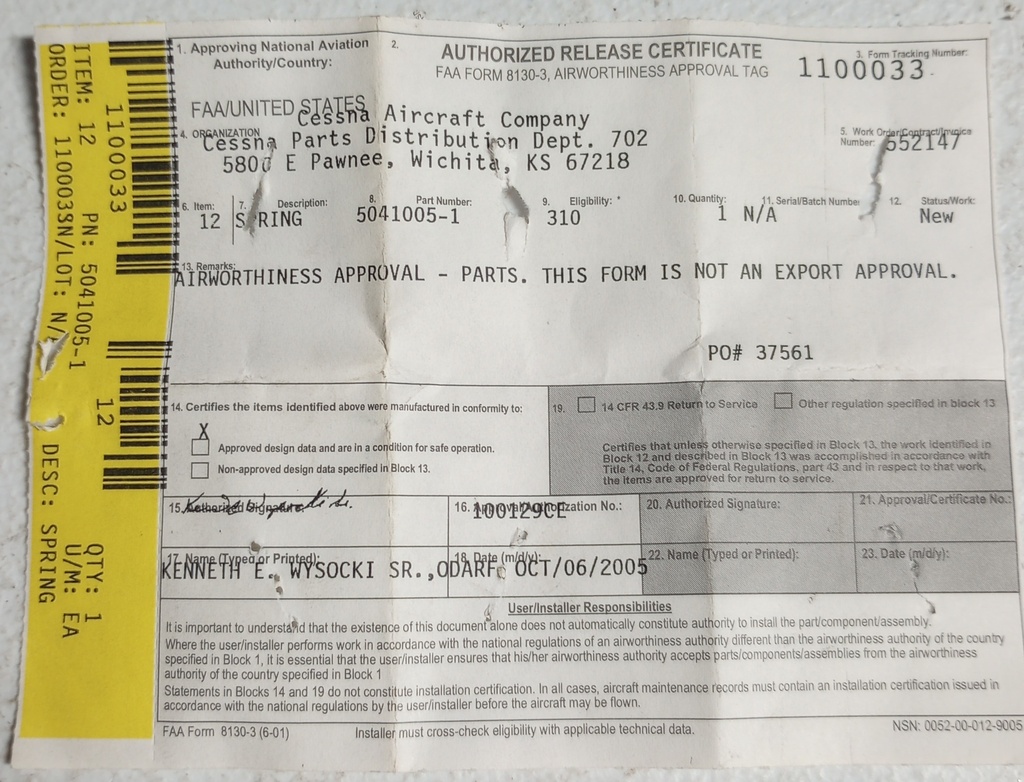 ITEM: 12 PN: 5041005-1 QTY: 1
ORDER: 1100033 SN/LOT: N/A U/M: EA
DESC: SPRING
1100033
12
1. Approving National Aviation
Authority/Country:
FAA/UNITED STATES
2.
AUTHORIZED RELEASE CERTIFICATE
FAA FORM 8130-3, AIRWORTHINESS APPROVAL TAG
3. Form Tracking Number:
1100033
4. ORGANIZATION
Cessna Aircraft Company
Cessna Parts Distribution Dept. 702
5800 E Pawnee, Wichita, KS 67218
5. Work Order/Contract/Invoice
Number: 552147
6. Item: 7. Description: 8. Part Number: 9. Eligibility: * 10. Quantity: 11. Serial/Batch Number 12. Status/Work:
12 SPRING 5041005-1 310 1 N/A New
13. Remarks:
AIRWORTHINESS APPROVAL - PARTS. THIS FORM IS NOT AN EXPORT APPROVAL.
PO# 37561
14. Certifies the items identified above were manufactured in conformity to:
X
Approved design data and are in a condition for safe operation.
Non-approved design data specified in Block 13.
19. 14 CFR 43.9 Return to Service Other regulation specified in block 13
Certifies that unless otherwise specified in Block 13, the work identified in
Block 12 and described in Block 13 was accomplished in accordance with
Title 14, Code of Federal Regulations, part 43 and in respect to that work,
the items are approved for return to service.
15. Authorized Signature:
16. Approval/Authorization No.:
100129CE
20. Authorized Signature:
21. Approval/Certificate No.:
17. Name (Typed or Printed):
KENNETH E. WYSOCKI SR.,ODARF
18. Date (m/d/y):
OCT/06/2005
22. Name (Typed or Printed):
23. Date (m/d/y):
User/Installer Responsibilities
It is important to understand that the existence of this document alone does not automatically constitute authority to install the part/component/assembly.
Where the user/installer performs work in accordance with the national regulations of an airworthiness authority different than the airworthiness authority of the country
specified in Block 1, it is essential that the user/installer ensures that his/her airworthiness authority accepts parts/components/assemblies from the airworthiness
authority of the country specified in Block 1
Statements in Blocks 14 and 19 do not constitute installation certification. In all cases, aircraft maintenance records must contain an installation certification issued in
accordance with the national regulations by the user/installer before the aircraft may be flown.
FAA Form 8130-3 (6-01) Installer must cross-check eligibility with applicable technical data. NSN: 0052-00-012-9005